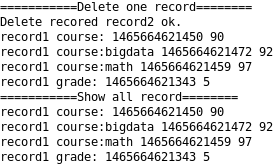 ===========Delete one record========
Delete recored record2 ok.
record1 course: 1465664621450 90
record1 course:bigdata 1465664621472 92
record1 course:math 1465664621459 97
record1 grade: 1465664621343 5
===========Show all record========
record1 course: 1465664621450 90
record1 course:bigdata 1465664621472 92
record1 course:math 1465664621459 97
record1 grade: 1465664621343 5